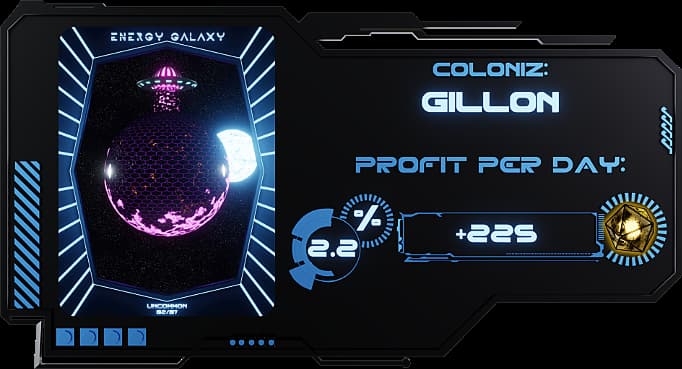 ENERGY GALAXY
COLONIZ:
GILLON
PROFIT PER DAY:
%
2.2
+225
UNCOMMON